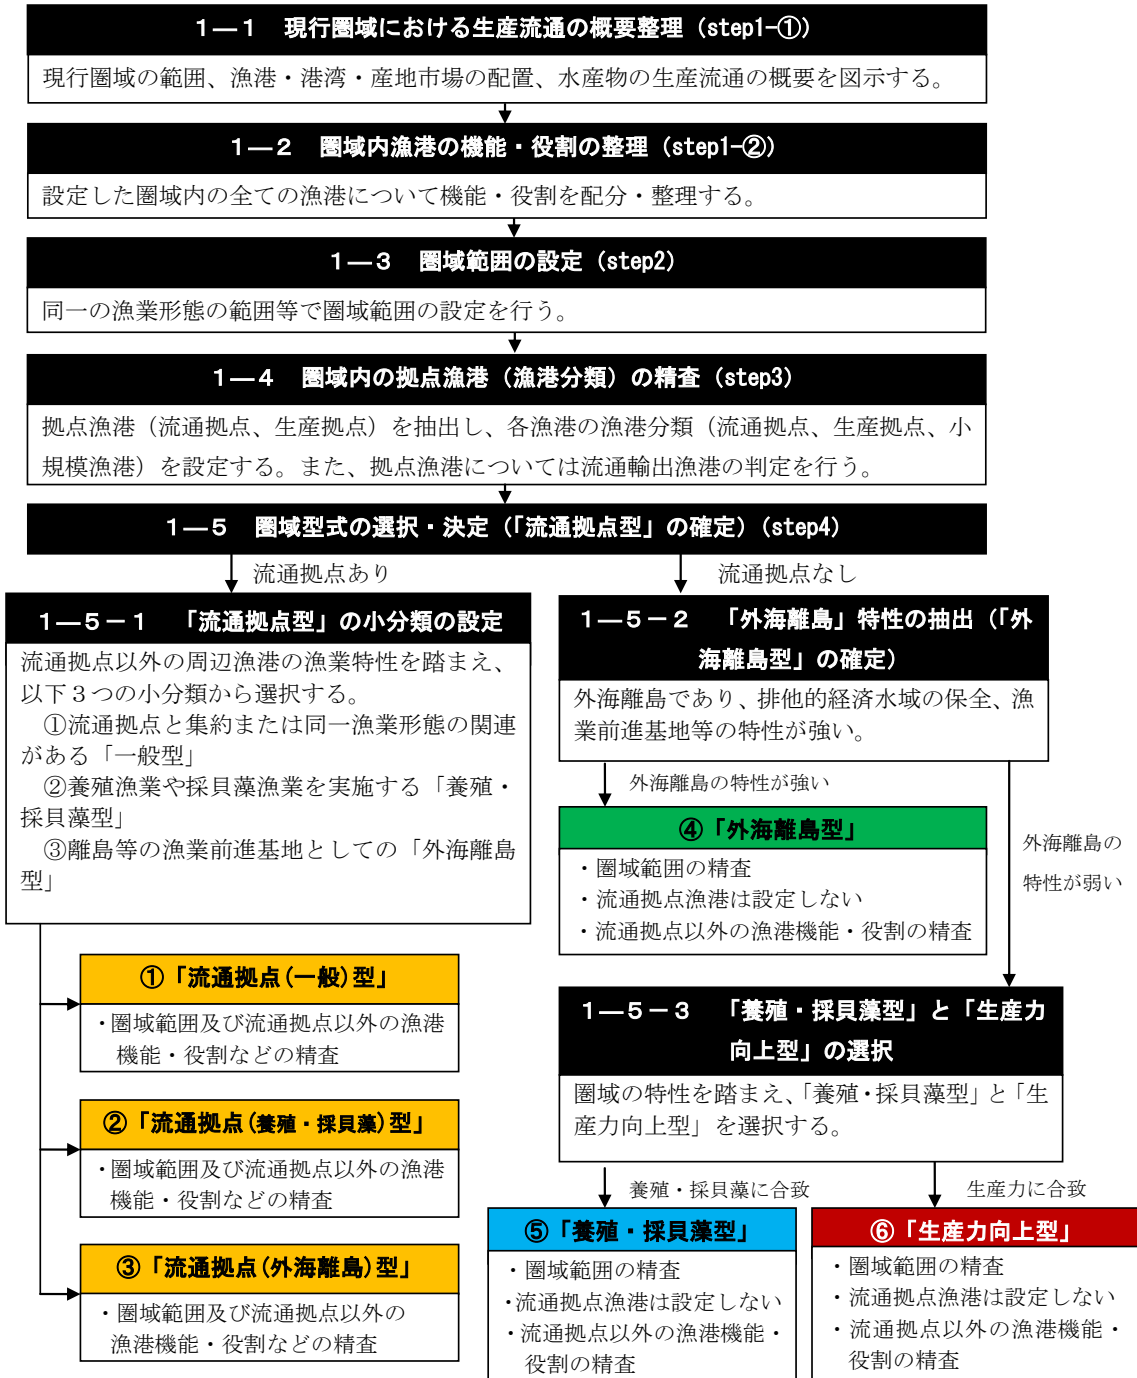 1―1　現行圏域における生産流通の概要整理（step1-①）
現行圏域の範囲、漁港・港湾・産地市場の配置、水産物の生産流通の概要を図示する。
1―2　圏域内漁港の機能・役割の整理（step1-②）
設定した圏域内の全ての漁港について機能・役割を配分・整理する。
1―3　圏域範囲の設定（step2）
同一の漁業形態の範囲等で圏域範囲の設定を行う。
1―4　圏域内の拠点漁港（漁港分類）の精査（step3）
拠点漁港（流通拠点、生産拠点）を抽出し、各漁港の漁港分類（流通拠点、生産拠点、小
規模漁港）を設定する。また、拠点漁港については流通輸出漁港の判定を行う。
1―5　圏域型式の選択・決定（「流通拠点型」の確定）（step4）
流通拠点あり
流通拠点なし
1―5－1　「流通拠点型」の小分類の設定
流通拠点以外の周辺漁港の漁業特性を踏まえ、
以下３つの小分類から選択する。
①流通拠点と集約または同一漁業形態の関連
がある「一般型」
②養殖漁業や採貝藻漁業を実施する「養殖・
採貝藻型」
③離島等の漁業前進基地としての「外海離島
型」
①「流通拠点（一般）型」
・圏域範囲及び流通拠点以外の漁港
機能・役割などの精査
②「流通拠点（養殖・採貝藻）型」
・圏域範囲及び流通拠点以外の漁港
機能・役割などの精査
③「流通拠点（外海離島）型」
・圏域範囲及び流通拠点以外の
漁港機能・役割などの精査
1―5－2　「外海離島」特性の抽出（「外
海離島型」の確定）
外海離島であり、排他的経済水域の保全、漁
業前進基地等の特性が強い。
外海離島の特性が強い
④「外海離島型」
・圏域範囲の精査
・流通拠点漁港は設定しない
・流通拠点以外の漁港機能・役割の精査
外海離島の
特性が弱い
1―5－3　「養殖・採貝藻型」と「生産力
向上型」の選択
圏域の特性を踏まえ、「養殖・採貝藻型」と「生
産力向上型」を選択する。
養殖・採貝藻に合致
生産力に合致
⑤「養殖・採貝藻型」
・圏域範囲の精査
・流通拠点漁港は設定しない
・流通拠点以外の漁港機能・
役割の精査
⑥「生産力向上型」
・圏域範囲の精査
・流通拠点漁港は設定しない
・流通拠点以外の漁港機能・
役割の精査